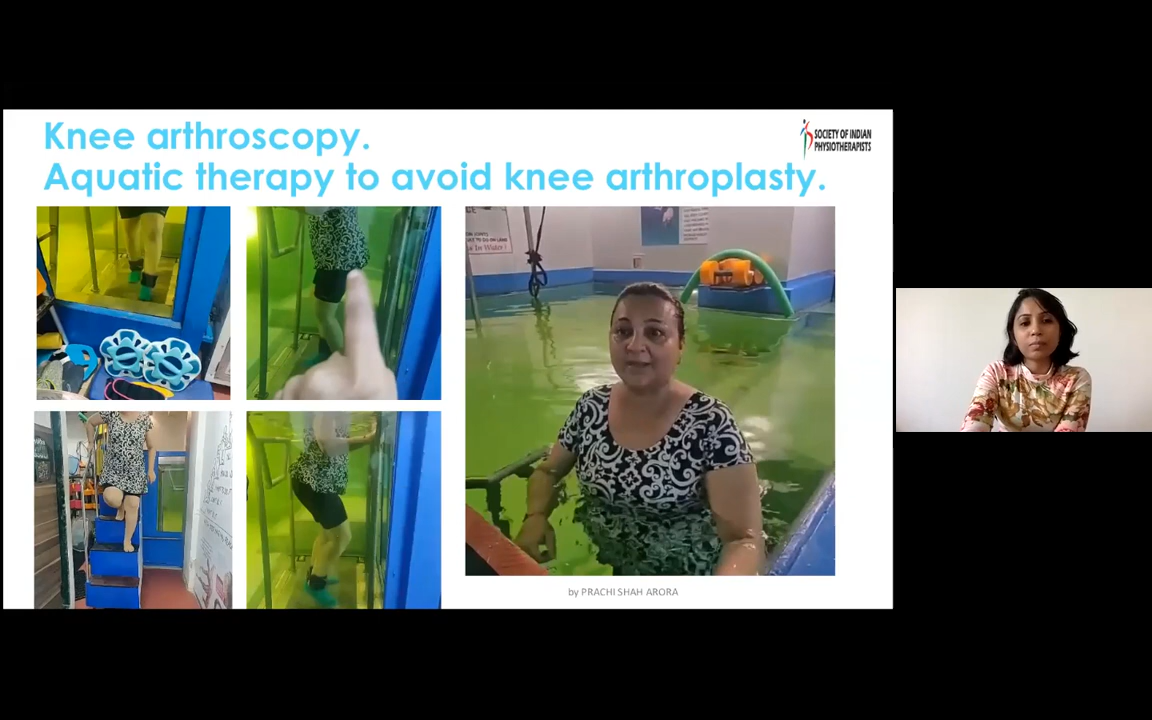 Knee arthroscopy.
Aquatic therapy to avoid knee arthroplasty.
SOCIETY OF INDIAN
PHYSIOTHERAPISTS
by PRACHI SHAH ARORA